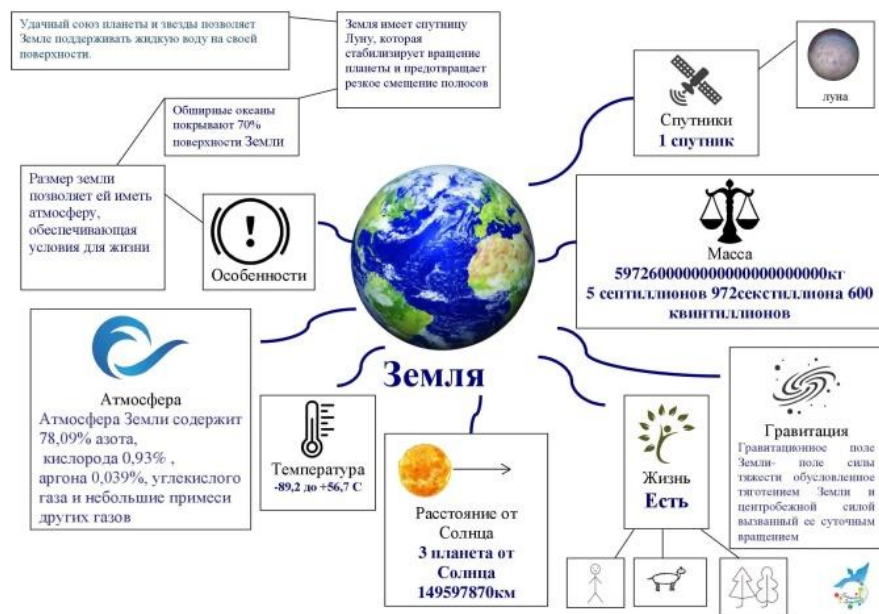 Удачный союз планеты и звезды позволяет
Земле поддерживать жидкую воду на своей
поверхности.
Земля имеет спутницу
Луну, которая
стабилизирует вращение
планеты и предотвращает
резкое смещение полюсов
Обширные океаны
покрывают 70%
поверхности Земли
Размер земли
позволяет ей иметь
атмосферу,
обеспечивающая
условия для жизни
Особенности
Спутники
1 спутник
луна
Масса
5972600000000000000000000кг
5 септиллионов 972секстиллиона 600
квинтиллионов
Земля
Атмосфера
Атмосфера Земли содержит
78,09% азота,
кислорода 0,93% ,
аргона 0,039%, углекислого
газа и небольшие примеси
других газов
Температура
-89,2 до +56,7 С
Расстояние от
Солнца
3 планета от
Солнца
149597870км
Жизнь
Есть
Гравитация
Гравитационное поле
Земли- поле силы
тяжести обусловленное
тяготением Земли и
центробежной силой
вызванный ее суточным
вращением